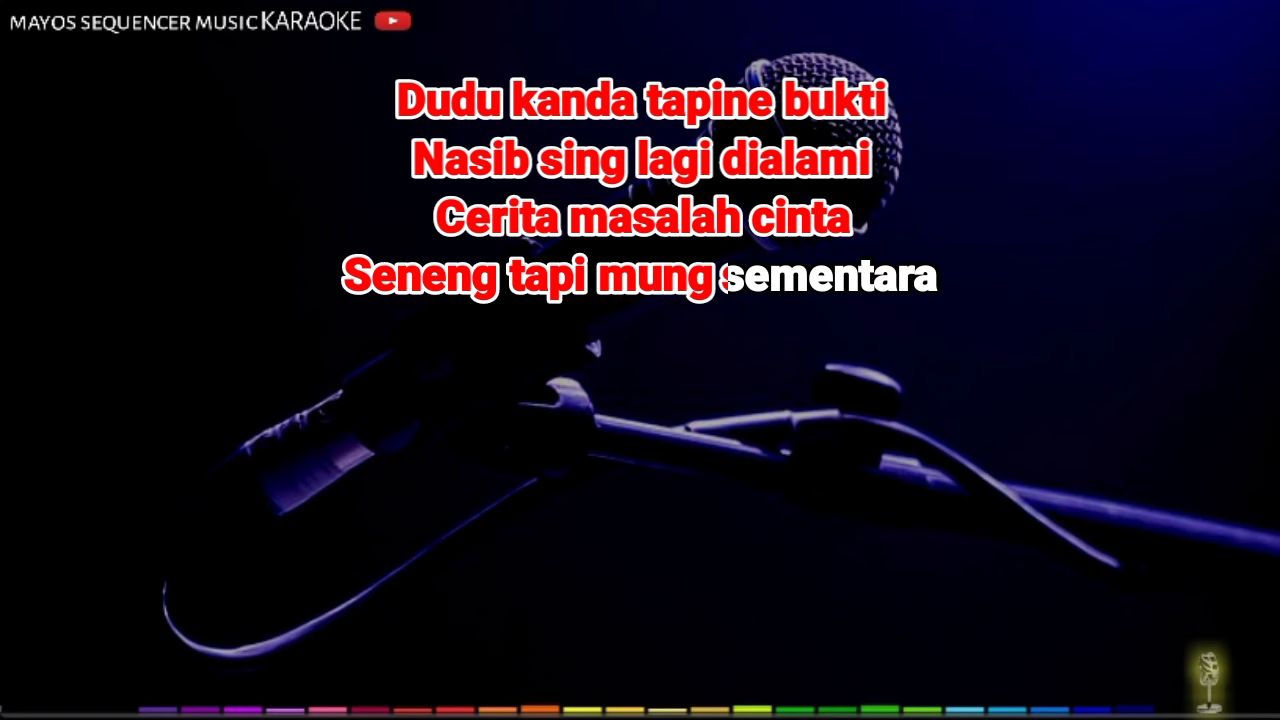 MAYOS SEQUENCER MUSIC KARAOKE
Dudu kanda tapine bukti
Nasib sing lagi dialami
Cerita masalah cinta
Seneng tapi mung sementara